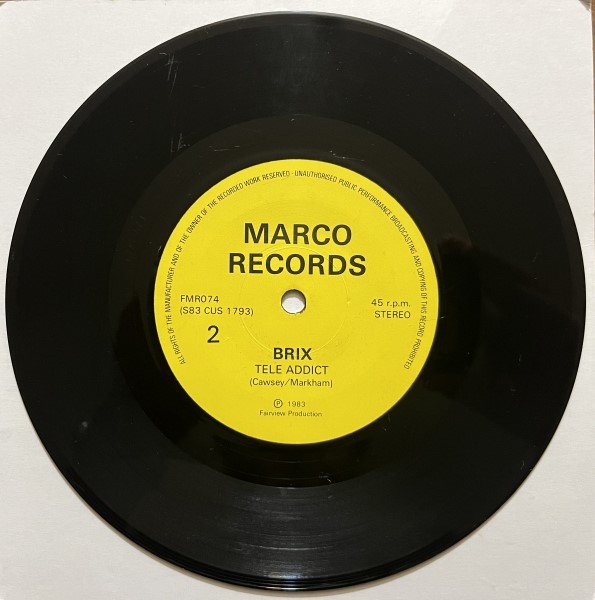 ALL RIGHTS OF THE MANUFACTURER AND OF THE OWNER OF THE RECORDED WORK RESERVED - UNAUTHORISED PUBLIC PERFORMANCE BROADCASTING AND COPYING OF THIS RECORD PROHIBITED
MARCO
RECORDS
FMR074
(S83 CUS 1793)
45 r.p.m.
STEREO
2
BRIX
TELE ADDICT
(Cawsey/Markham)
℗ 1983
Fairview Production